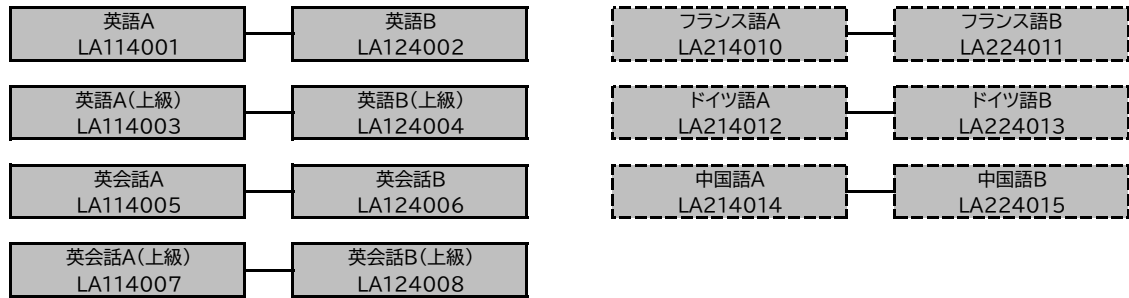 英語A
LA114001
英語B
LA124002
フランス語A
LA214010
フランス語B
LA224011
英語A(上級)
LA114003
英語B(上級)
LA124004
ドイツ語A
LA214012
ドイツ語B
LA224013
英会話A
LA114005
英会話B
LA124006
中国語A
LA214014
中国語B
LA224015
英会話A(上級)
LA114007
英会話B(上級)
LA124008